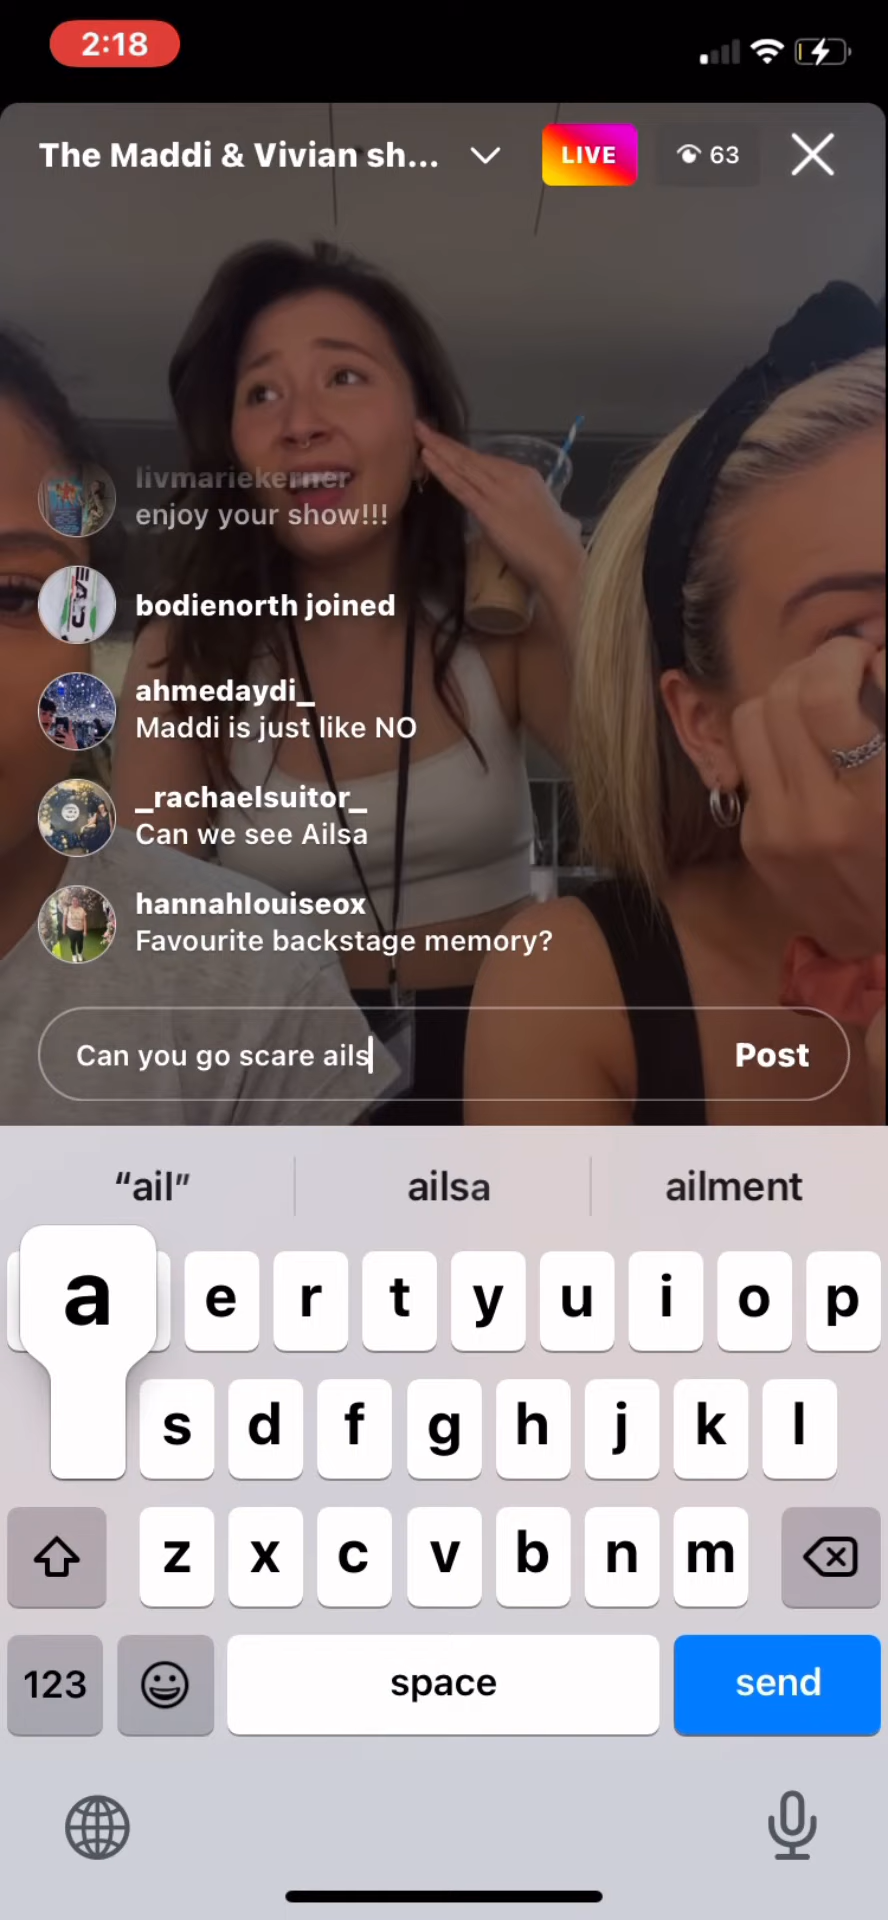 2:18
The Maddi & Vivian sh...
LIVE
63
livmariekerner
enjoy your show!!!
bodienorth joined
ahmedaydi_
Maddi is just like NO
_rachaelsuitor_
Can we see Ailsa
hannahlouiseox
Favourite backstage memory?
Can you go scare ails
Post
“ail” ailsa ailment
e r t y u i o p
a s d f g h j k l
z x c v b n m
123 space send